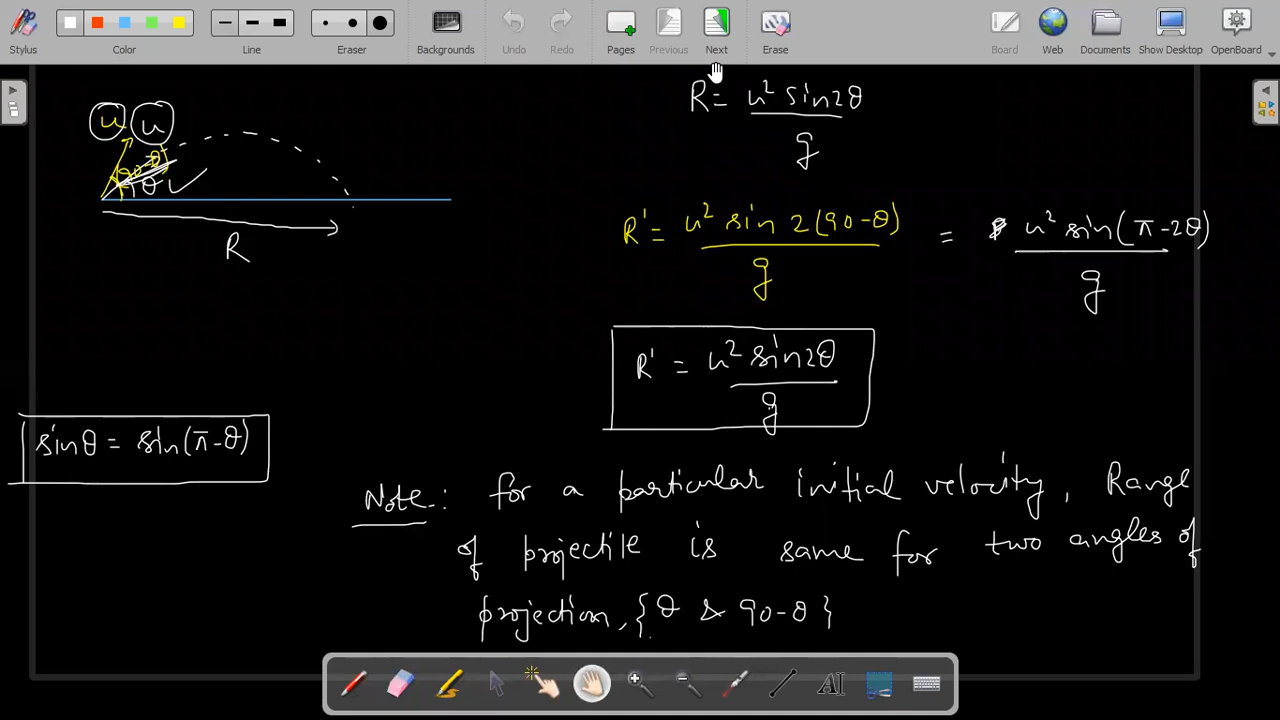 Stylus
Color
Line
Eraser
Backgrounds
Undo
Redo
Pages
Previous
Next
Erase
Board
Web
Documents
Show Desktop
OpenBoard
u u
90-θ
θ
R
R = u² sin2θ / g
R' = u² sin 2(90-θ) / g = u² sin(π-2θ) / g
R' = u² sin2θ / g
sinθ = sin(π-θ)
Note: for a particular initial velocity, Range
of projectile is same for two angles of
projection, {θ & 90-θ}
AI